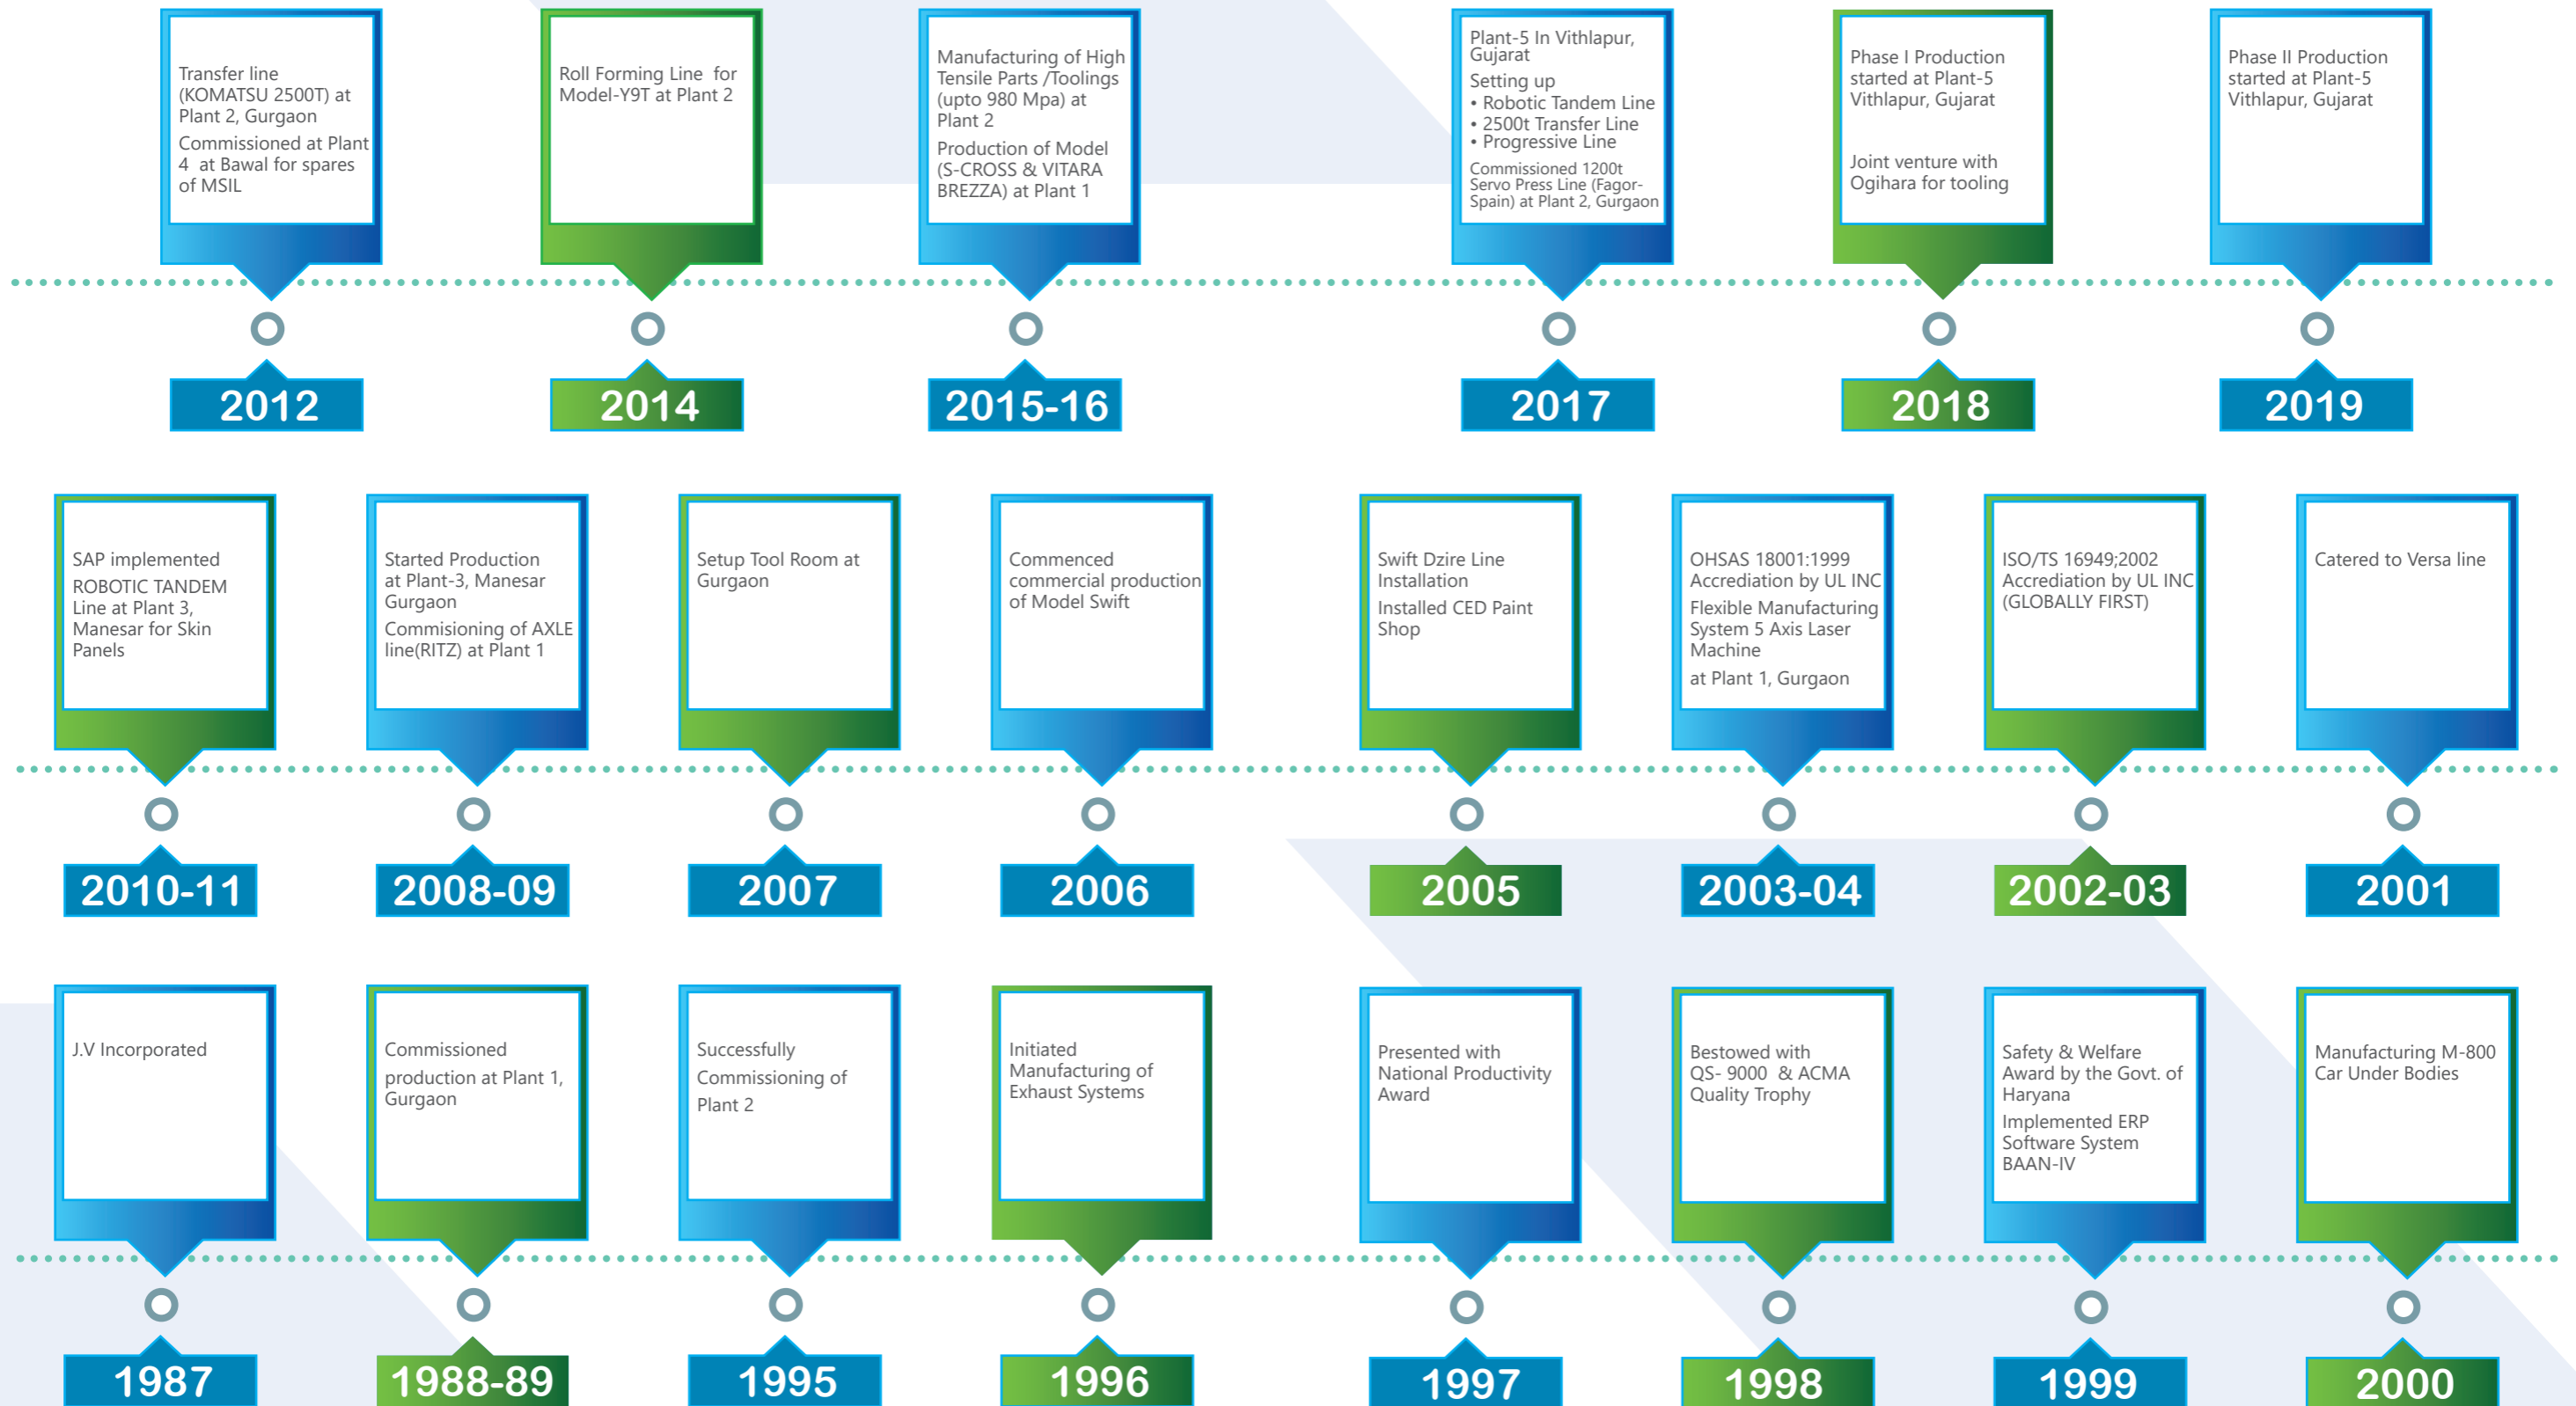 Transfer line
(KOMATSU 2500T) at
Plant 2, Gurgaon
Commissioned at Plant
4 at Bawal for spares
of MSIL
2012
Roll Forming Line for
Model-Y9T at Plant 2
2014
Manufacturing of High
Tensile Parts /Toolings
(upto 980 Mpa) at
Plant 2
Production of Model
(S-CROSS & VITARA
BREZZA) at Plant 1
2015-16
Plant-5 In Vithlapur,
Gujarat
Setting up
• Robotic Tandem Line
• 2500t Transfer Line
• Progressive Line
Commissioned 1200t
Servo Press Line (Fagor-
Spain) at Plant 2, Gurgaon
2017
Phase I Production
started at Plant-5
Vithlapur, Gujarat
Joint venture with
Ogihara for tooling
2018
Phase II Production
started at Plant-5
Vithlapur, Gujarat
2019
SAP implemented
ROBOTIC TANDEM
Line at Plant 3,
Manesar for Skin
Panels
2010-11
Started Production
at Plant-3, Manesar
Gurgaon
Commisioning of AXLE
line(RITZ) at Plant 1
2008-09
Setup Tool Room at
Gurgaon
2007
Commenced
commercial production
of Model Swift
2006
Swift Dzire Line
Installation
Installed CED Paint
Shop
2005
OHSAS 18001:1999
Accrediation by UL INC
Flexible Manufacturing
System 5 Axis Laser
Machine
at Plant 1, Gurgaon
2003-04
ISO/TS 16949;2002
Accrediation by UL INC
(GLOBALLY FIRST)
2002-03
Catered to Versa line
2001
J.V Incorporated
1987
Commissioned
production at Plant 1,
Gurgaon
1988-89
Successfully
Commissioning of
Plant 2
1995
Initiated
Manufacturing of
Exhaust Systems
1996
Presented with
National Productivity
Award
1997
Bestowed with
QS- 9000 & ACMA
Quality Trophy
1998
Safety & Welfare
Award by the Govt. of
Haryana
Implemented ERP
Software System
BAAN-IV
1999
Manufacturing M-800
Car Under Bodies
2000